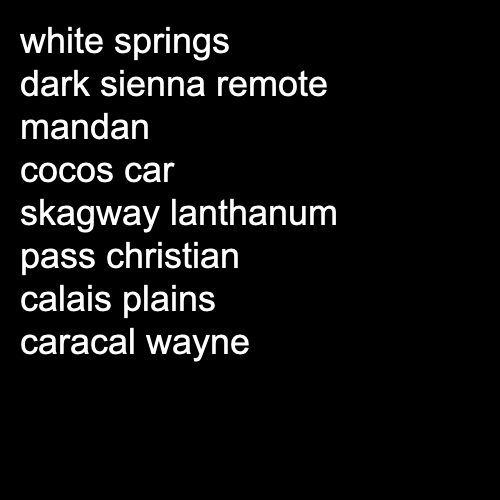 white springs
dark sienna remote
mandan
cocos car
skagway lanthanum
pass christian
calais plains
caracal wayne